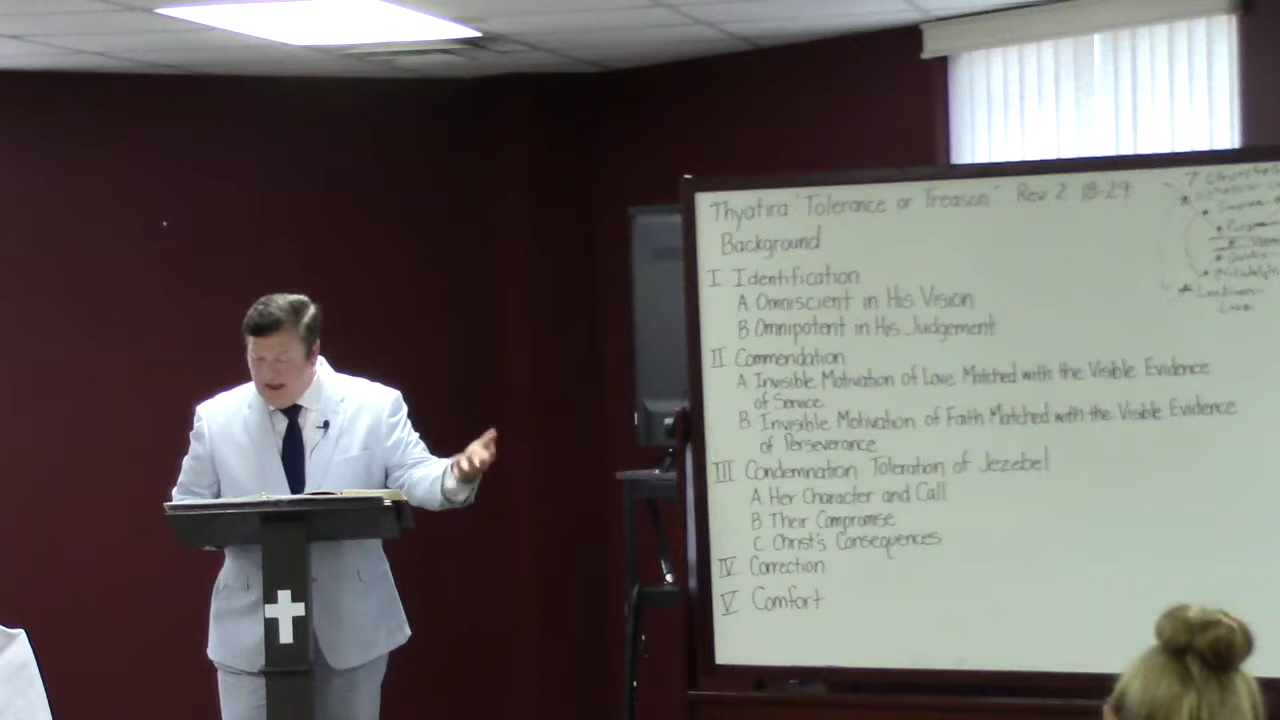 Thyatira "Tolerance or Treason" Rev 2 18-29
Background
I Identification
A Omniscient in His Vision
B Omnipotent in His Judgement
II Commendation
A Invisible Motivation of Love Matched with the Visible Evidence
of Service
B Invisible Motivation of Faith Matched with the Visible Evidence
of Perseverance
III Condemnation Toleration of Jezebel
A Her Character and Call
B Their Compromise
C Christ's Consequences
IV Correction
V Comfort
7